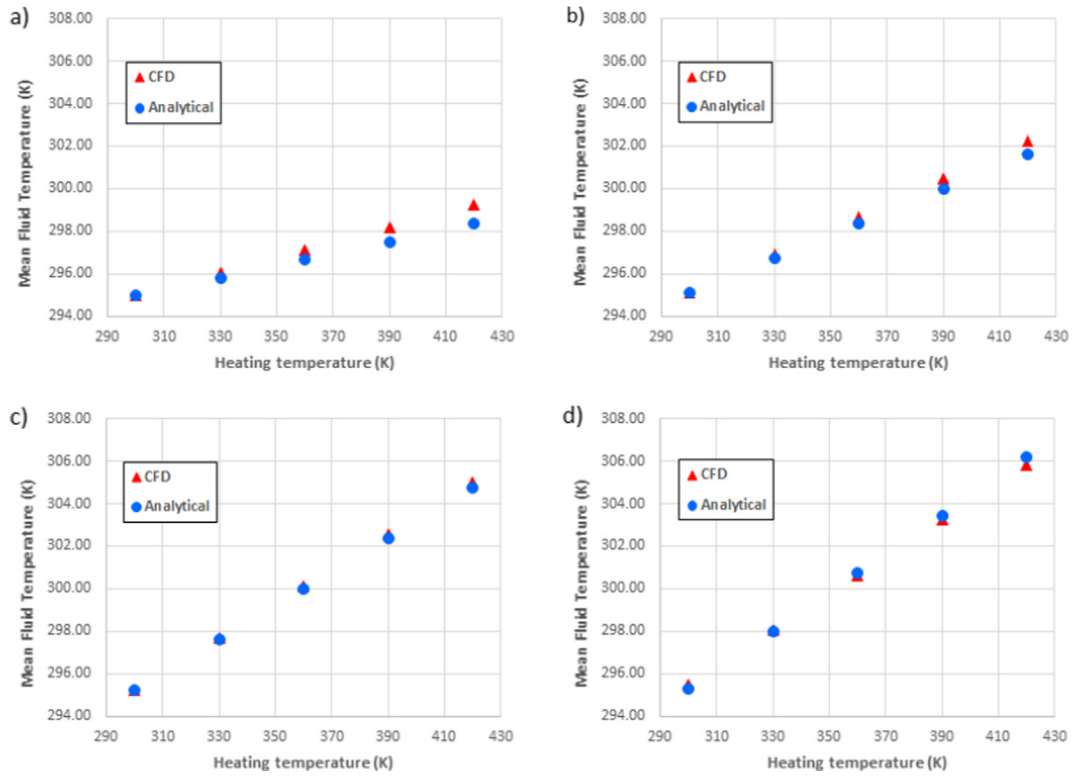 a)
308.00
306.00
304.00
302.00
300.00
298.00
296.00
294.00
Mean Fluid Temperature (K)
CFD
Analytical
290 310 330 350 370 390 410 430
Heating temperature (K)
b)
308.00
306.00
304.00
302.00
300.00
298.00
296.00
294.00
Mean Fluid Temperature (K)
CFD
Analytical
290 310 330 350 370 390 410 430
Heating temperature (K)
c)
308.00
306.00
304.00
302.00
300.00
298.00
296.00
294.00
Mean Fluid Temperature (K)
CFD
Analytical
290 310 330 350 370 390 410 430
Heating temperature (K)
d)
308.00
306.00
304.00
302.00
300.00
298.00
296.00
294.00
Mean Fluid Temperature (K)
CFD
Analytical
290 310 330 350 370 390 410 430
Heating temperature (K)